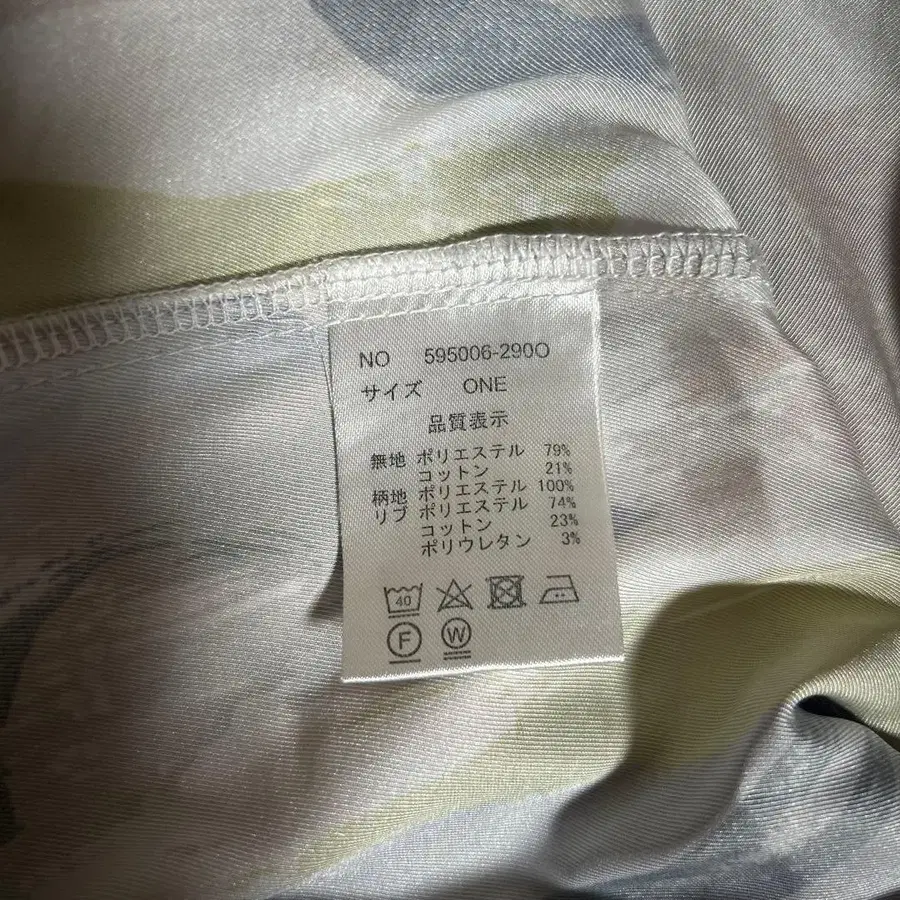 NO 595006-290O
サイズ ONE
品質表示
無地 ポリエステル 79%
コットン 21%
柄地 ポリエステル 100%
リブ ポリエステル 74%
コットン 23%
ポリウレタン 3%
40
F W